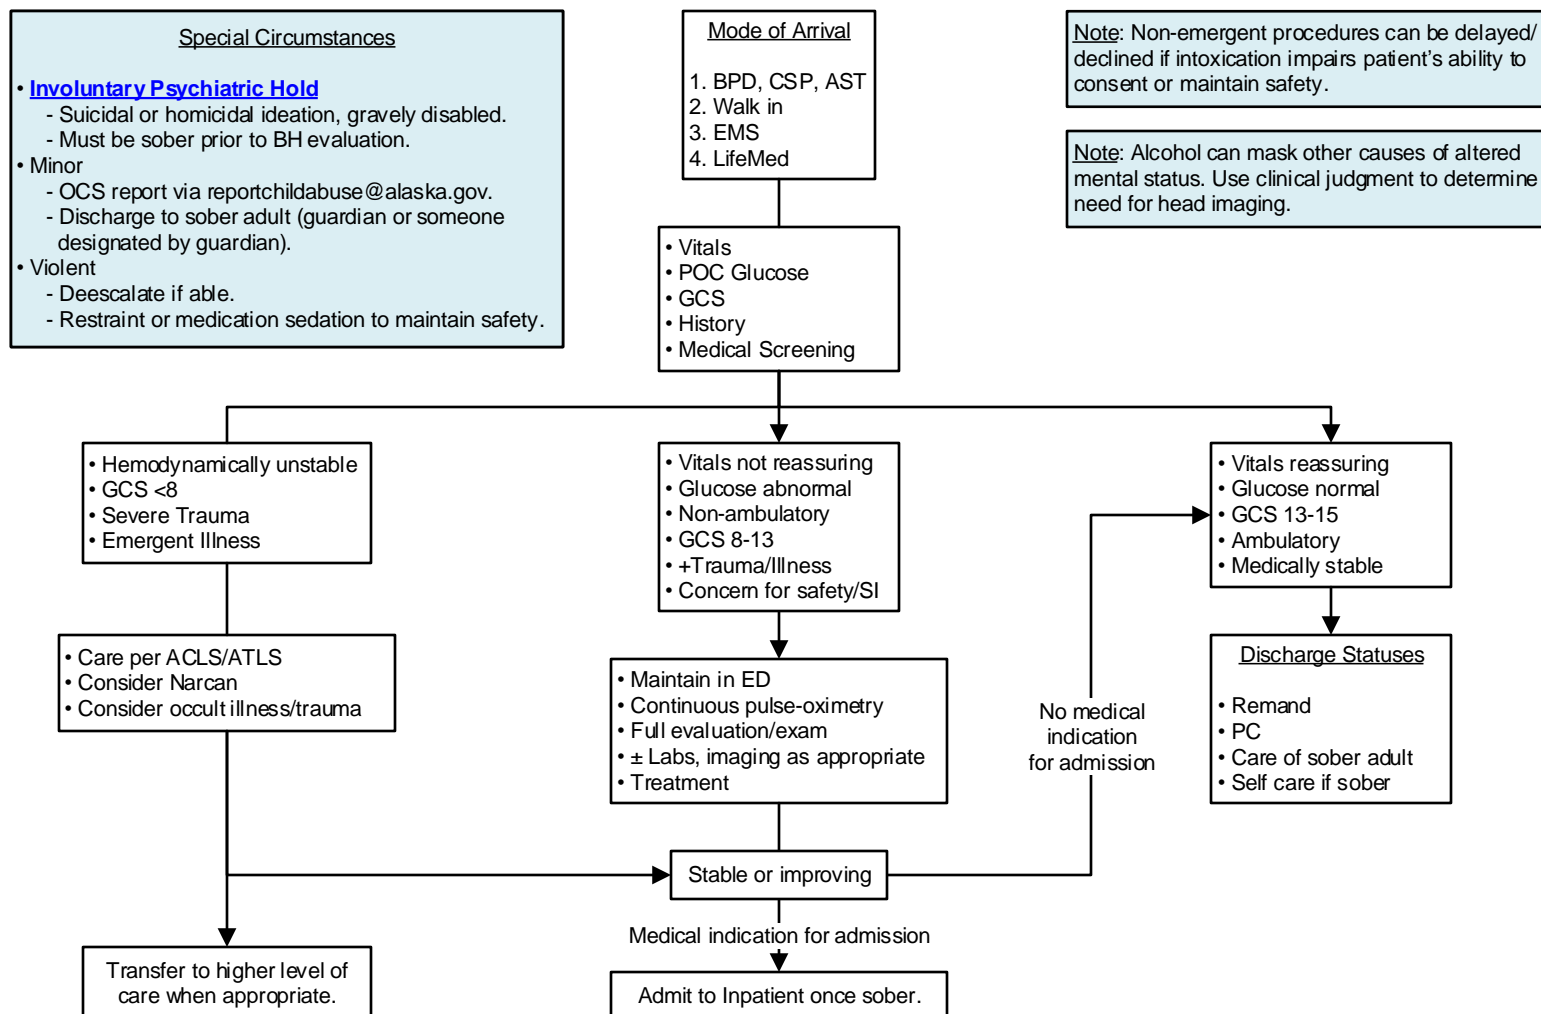 Special Circumstances
• Involuntary Psychiatric Hold
- Suicidal or homicidal ideation, gravely disabled.
- Must be sober prior to BH evaluation.
• Minor
- OCS report via reportchildabuse@alaska.gov.
- Discharge to sober adult (guardian or someone
designated by guardian).
• Violent
- Deescalate if able.
- Restraint or medication sedation to maintain safety.
Mode of Arrival
1. BPD, CSP, AST
2. Walk in
3. EMS
4. LifeMed
Note: Non-emergent procedures can be delayed/
declined if intoxication impairs patient’s ability to
consent or maintain safety.
Note: Alcohol can mask other causes of altered
mental status. Use clinical judgment to determine
need for head imaging.
• Vitals
• POC Glucose
• GCS
• History
• Medical Screening
• Hemodynamically unstable
• GCS <8
• Severe Trauma
• Emergent Illness
• Vitals not reassuring
• Glucose abnormal
• Non-ambulatory
• GCS 8-13
• +Trauma/Illness
• Concern for safety/SI
• Vitals reassuring
• Glucose normal
• GCS 13-15
• Ambulatory
• Medically stable
• Care per ACLS/ATLS
• Consider Narcan
• Consider occult illness/trauma
• Maintain in ED
• Continuous pulse-oximetry
• Full evaluation/exam
• ± Labs, imaging as appropriate
• Treatment
No medical
indication
for admission
Discharge Statuses
• Remand
• PC
• Care of sober adult
• Self care if sober
Stable or improving
Medical indication for admission
Transfer to higher level of
care when appropriate.
Admit to Inpatient once sober.